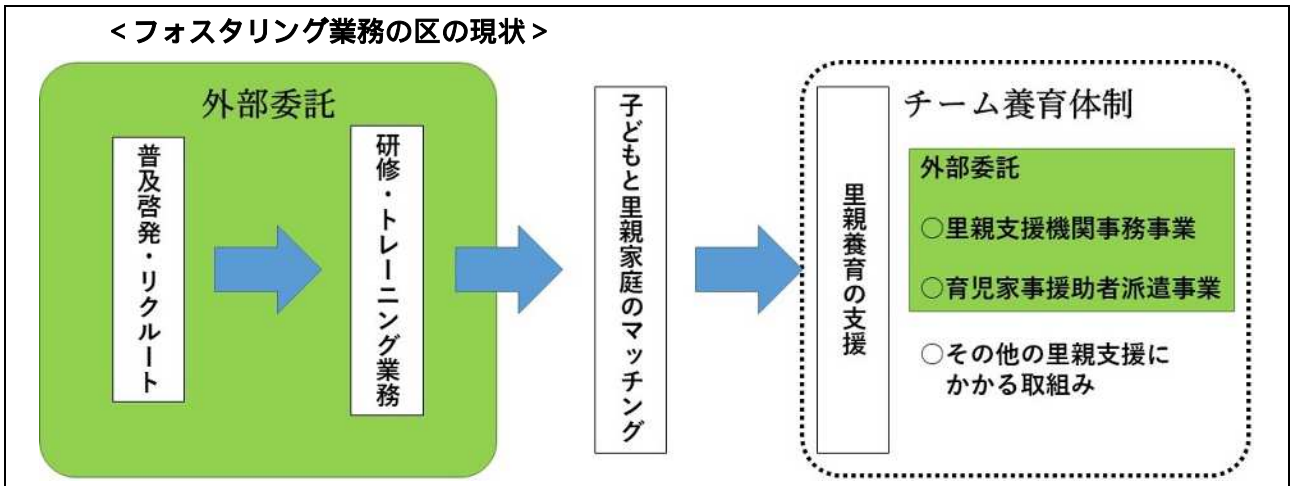 <フォスタリング業務の区の現状>
外部委託
普及啓発・リクルート
研修・トレーニング業務
子どもと里親家庭のマッチング
里親養育の支援
チーム養育体制
外部委託
○里親支援機関事務事業
○育児家事援助者派遣事業
○その他の里親支援に
かかる取組み